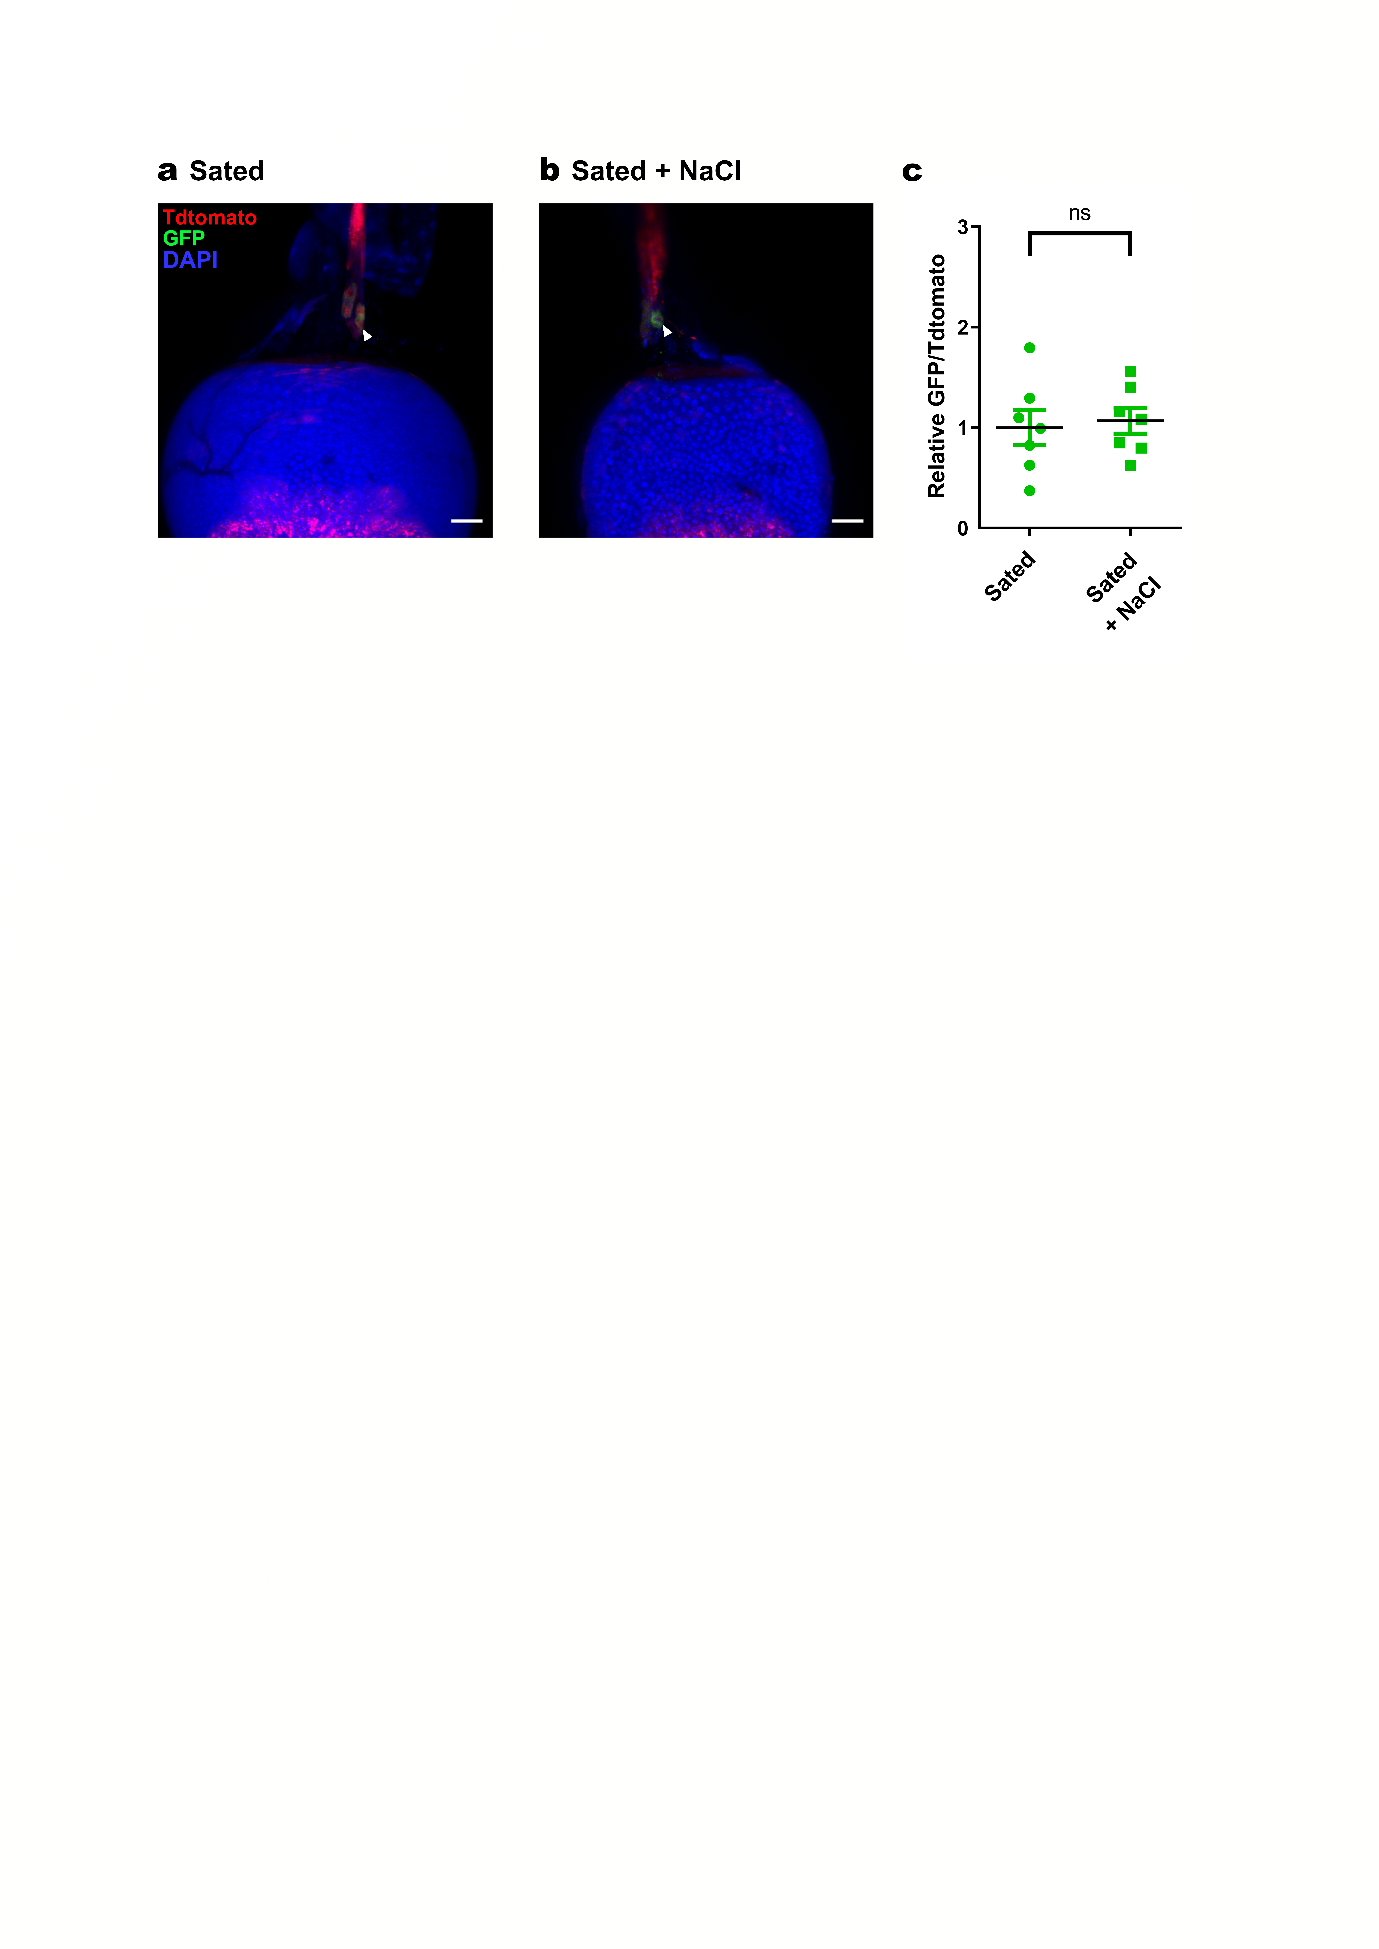 a Sated
Tdtomato
GFP
DAPI
b Sated + NaCl
c
ns
3
2
1
0
Relative GFP/Tdtomato
Sated
Sated
+ NaCl